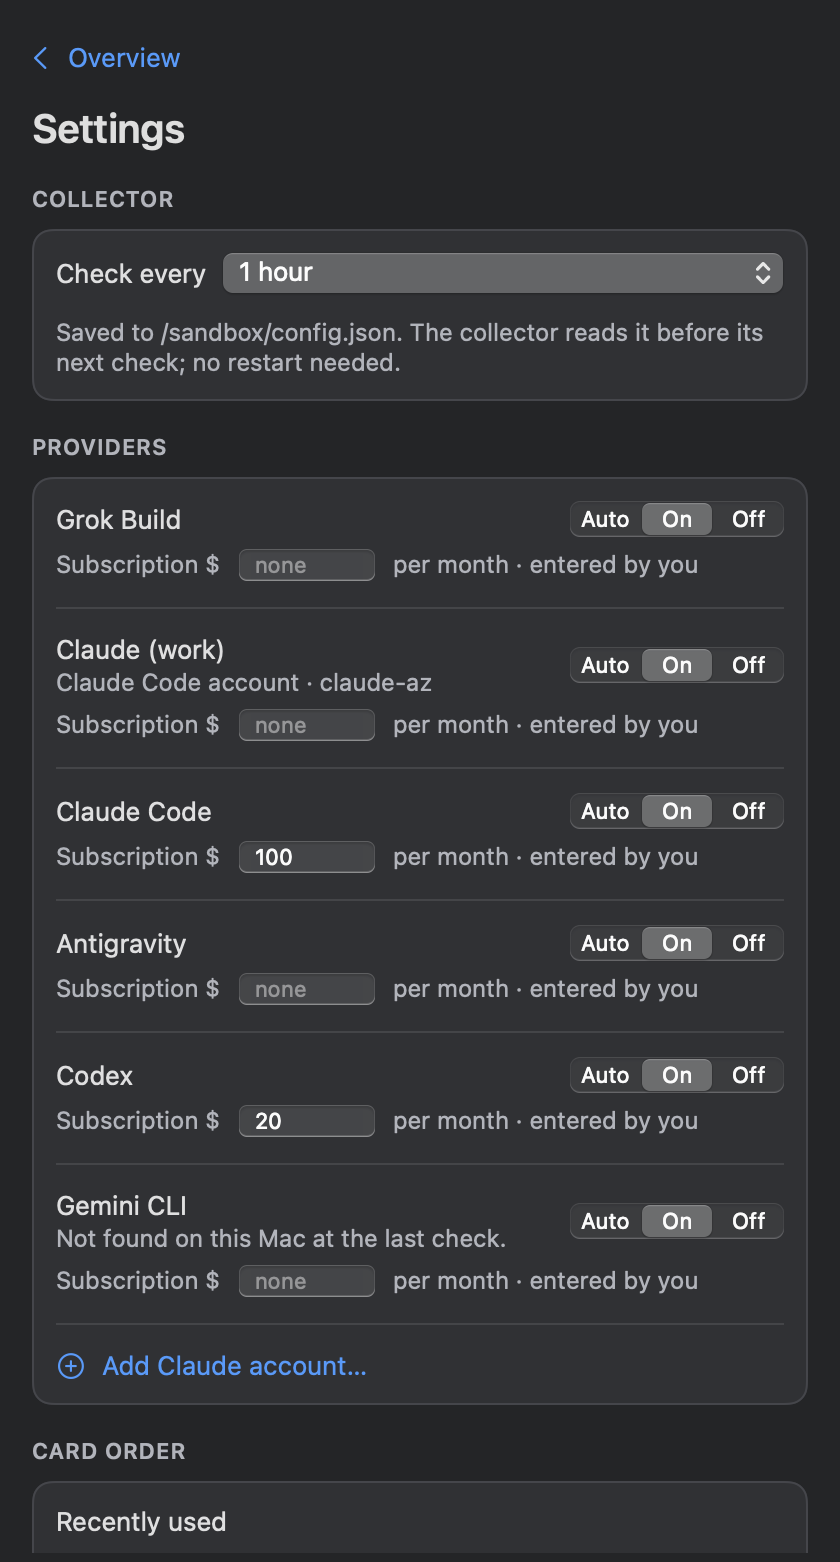 Overview
Settings
COLLECTOR
Check every 1 hour
Saved to /sandbox/config.json. The collector reads it before its
next check; no restart needed.
PROVIDERS
Grok Build Auto On Off
Subscription $ none per month · entered by you
Claude (work)
Auto On Off
Claude Code account · claude-az
Subscription $ none per month · entered by you
Claude Code Auto On Off
Subscription $ 100 per month · entered by you
Antigravity Auto On Off
Subscription $ none per month · entered by you
Codex Auto On Off
Subscription $ 20 per month · entered by you
Gemini CLI
Auto On Off
Not found on this Mac at the last check.
Subscription $ none per month · entered by you
Add Claude account...
CARD ORDER
Recently used